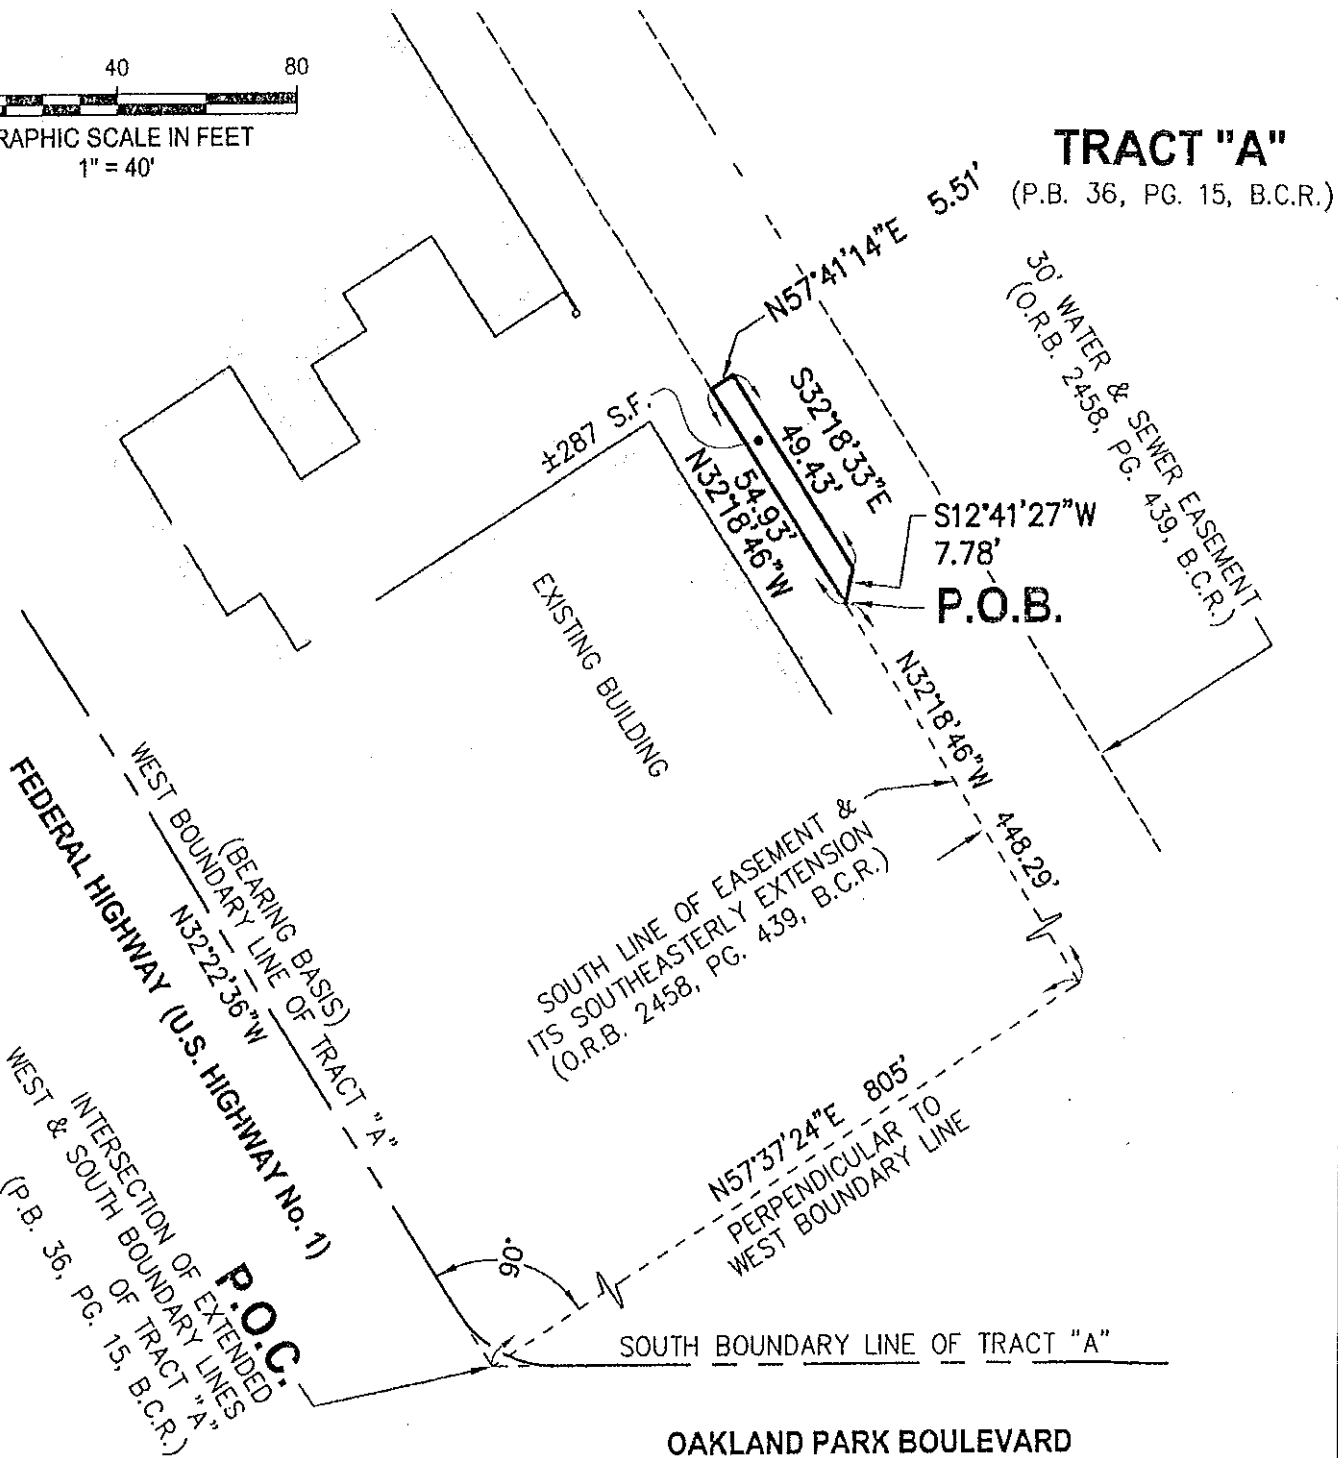 40 80
RAPHIC SCALE IN FEET
1" = 40'
TRACT "A"
(P.B. 36, PG. 15, B.C.R.)
N57°41'14"E 5.51'
30' WATER & SEWER EASEMENT
(O.R.B. 2458, PG. 439, B.C.R.)
S32°18'33"E
49.43'
±287 S.F.
54.93'
N32°18'46"W
S12°41'27"W
7.78'
P.O.B.
EXISTING BUILDING
N32°18'46"W 448.29'
SOUTH LINE OF EASEMENT &
ITS SOUTHEASTERLY EXTENSION
(O.R.B. 2458, PG. 439, B.C.R.)
(BEARING BASIS)
WEST BOUNDARY LINE OF TRACT "A"
N32°22'36"W
FEDERAL HIGHWAY (U.S. HIGHWAY No. 1)
N57°37'24"E 805'
PERPENDICULAR TO
WEST BOUNDARY LINE
90°
P.O.C.
INTERSECTION OF EXTENDED
WEST & SOUTH BOUNDARY LINES
OF TRACT "A"
(P.B. 36, PG. 15, B.C.R.)
SOUTH BOUNDARY LINE OF TRACT "A"
OAKLAND PARK BOULEVARD